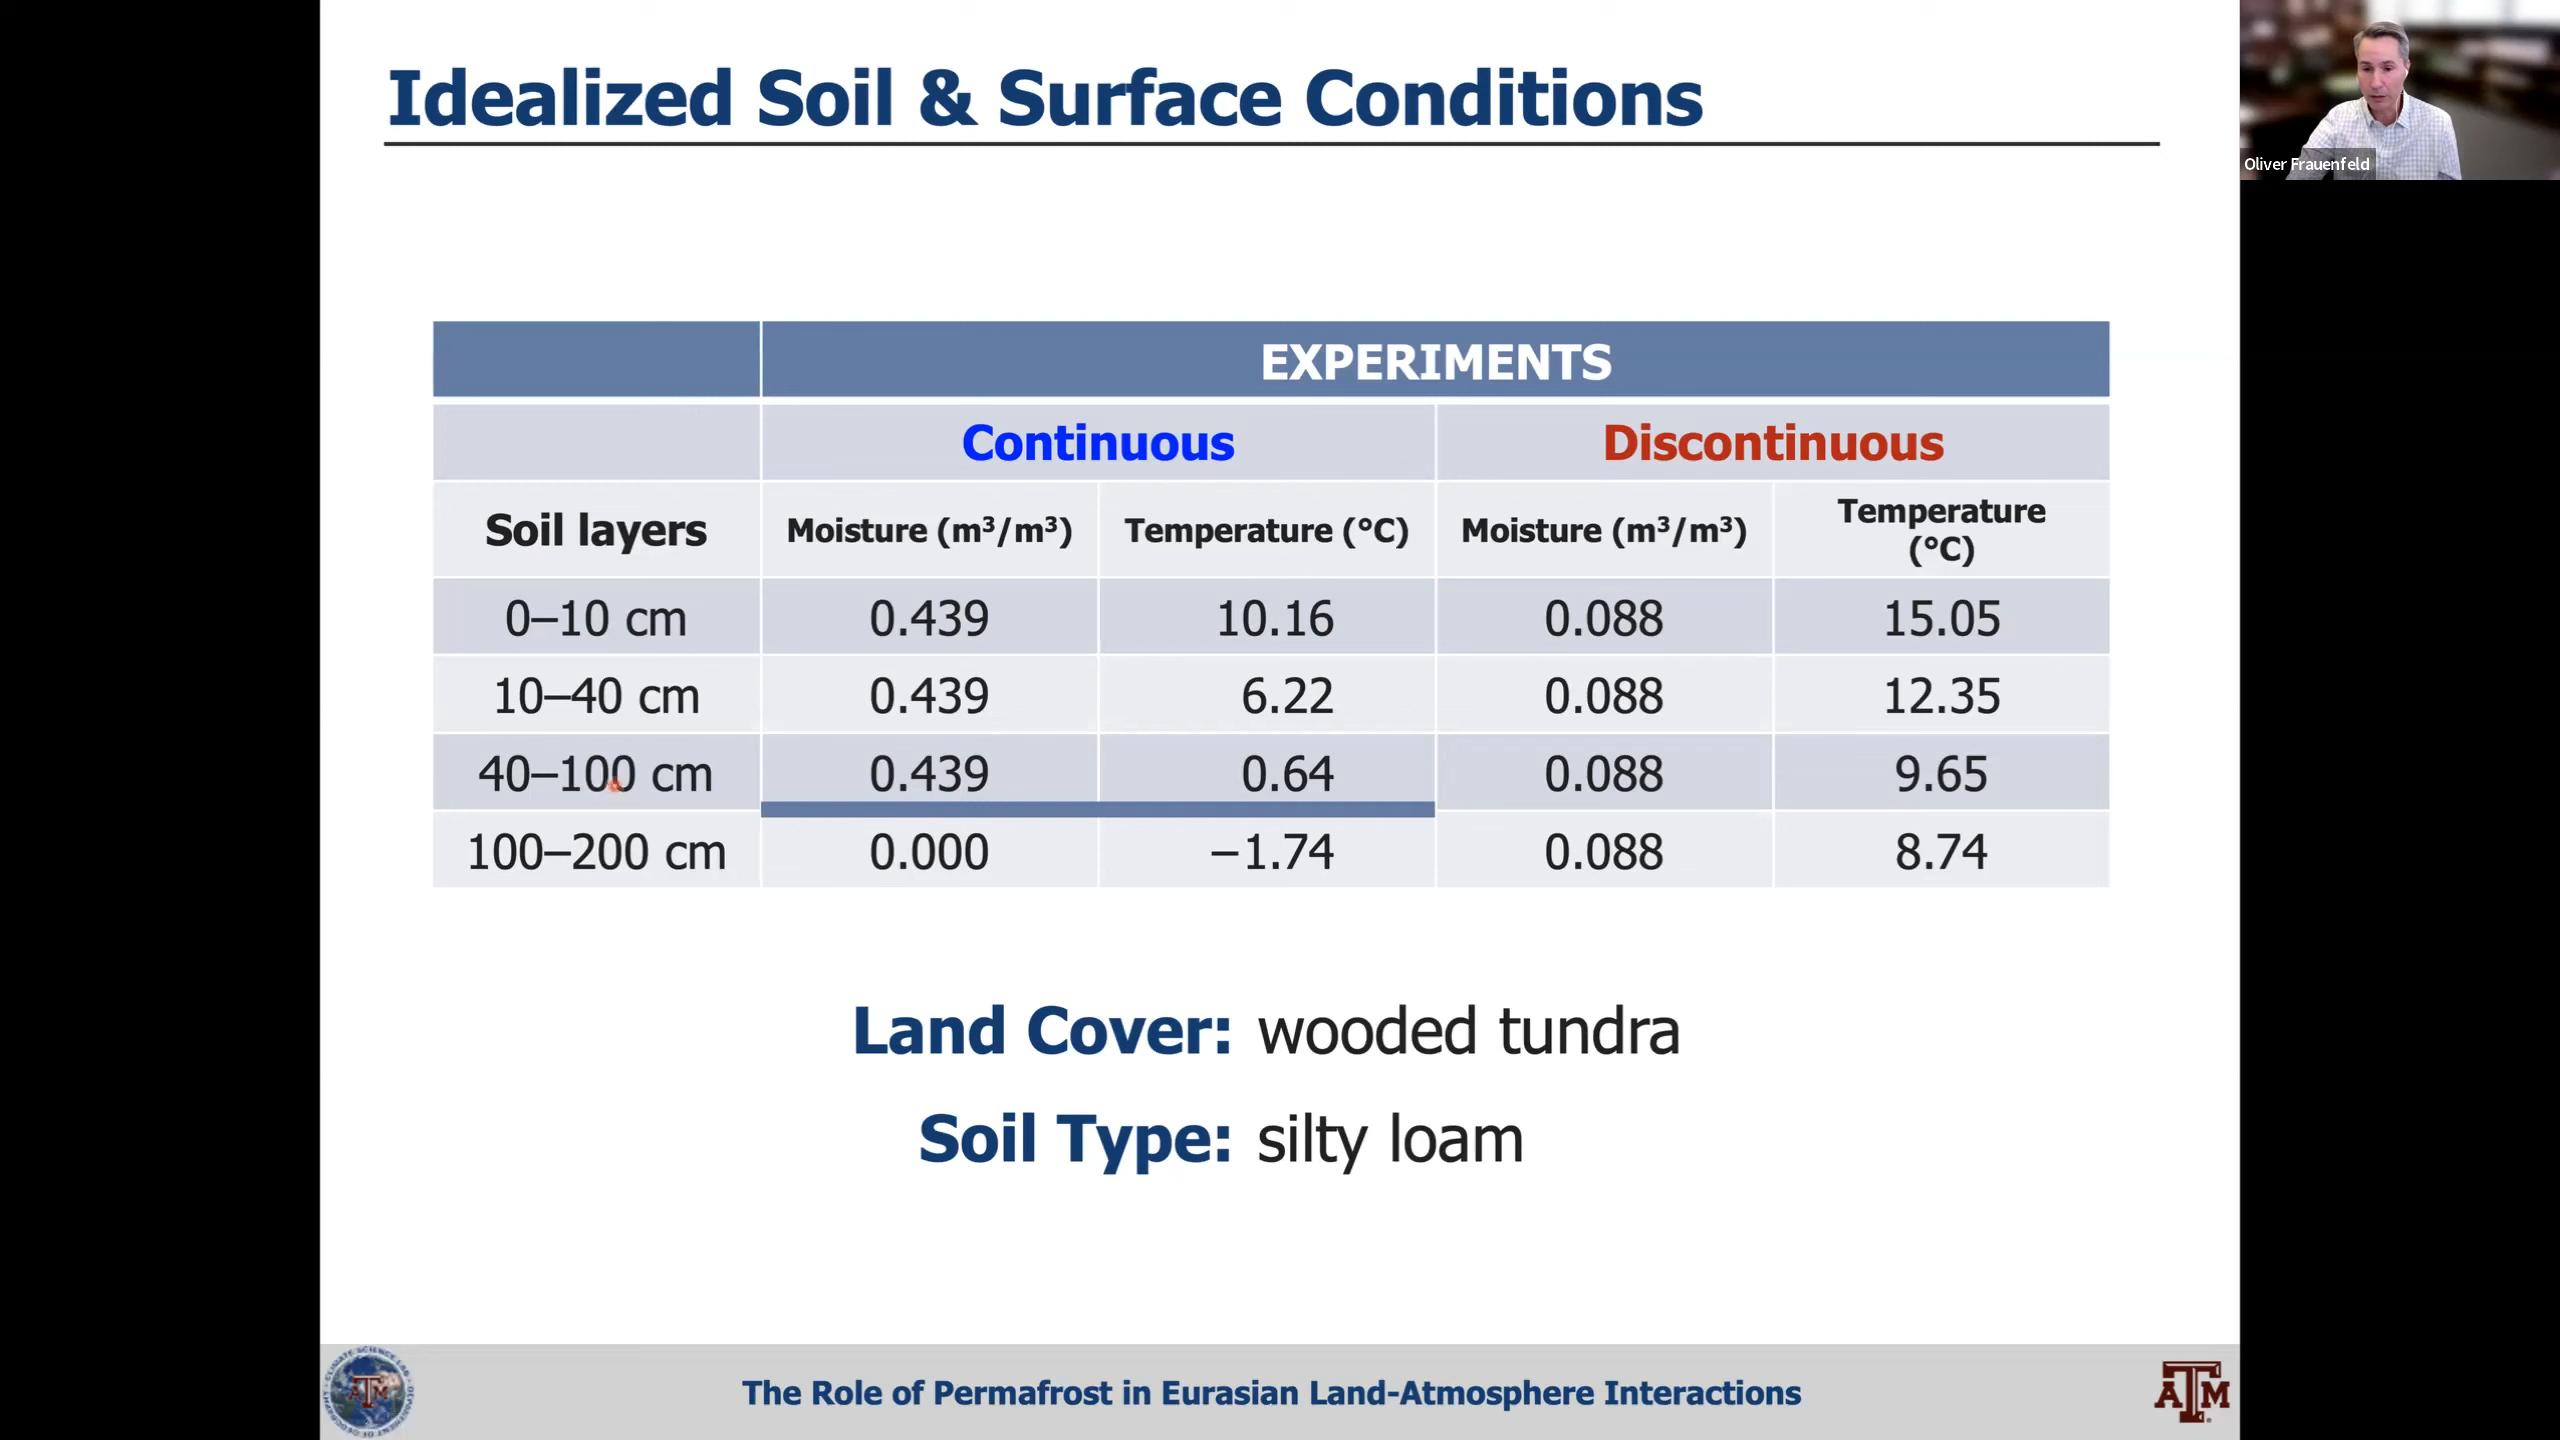 Idealized Soil & Surface Conditions
Oliver Frauenfeld
EXPERIMENTS
Continuous Discontinuous
Soil layers Moisture (m³/m³) Temperature (°C) Moisture (m³/m³) Temperature (°C)
0–10 cm 0.439 10.16 0.088 15.05
10–40 cm 0.439 6.22 0.088 12.35
40–100 cm 0.439 0.64 0.088 9.65
100–200 cm 0.000 −1.74 0.088 8.74
Land Cover: wooded tundra
Soil Type: silty loam
The Role of Permafrost in Eurasian Land-Atmosphere Interactions
ATM